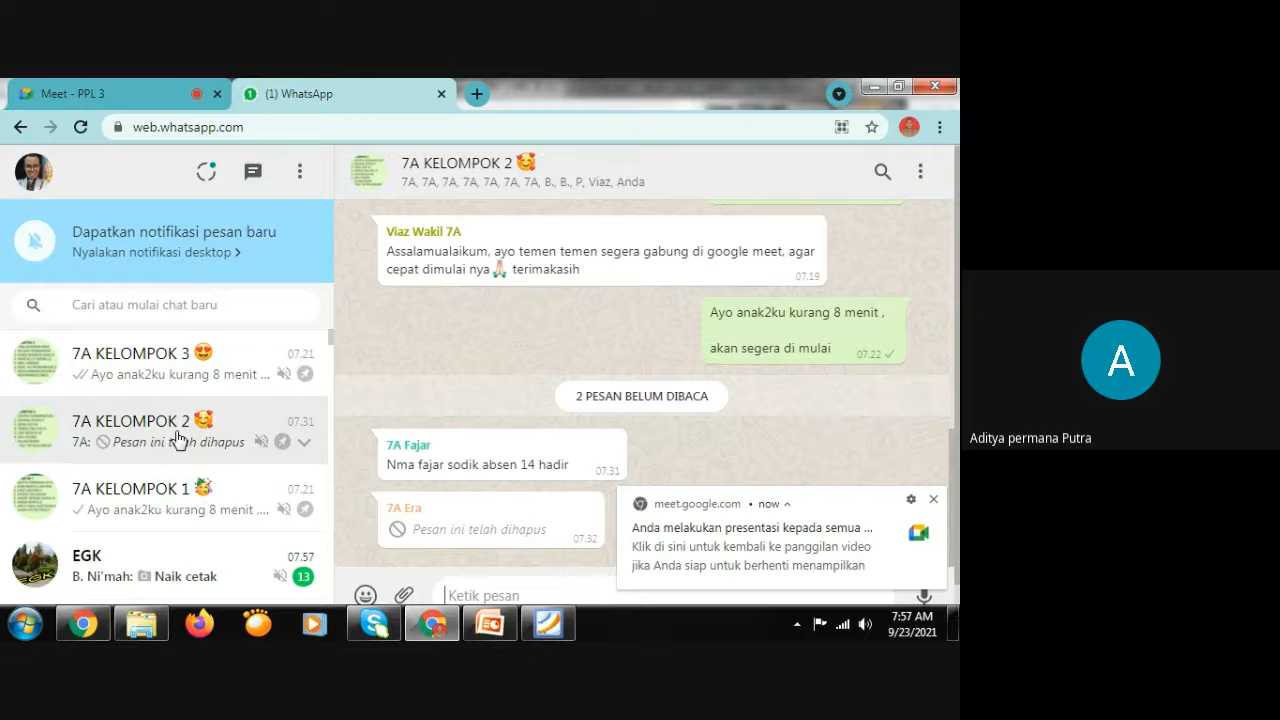 Meet - PPL 3
(1) WhatsApp
web.whatsapp.com
7A KELOMPOK 2
7A, 7A, 7A, 7A, 7A, 7A, 7A, B., B., P, Viaz, Anda
Dapatkan notifikasi pesan baru
Nyalakan notifikasi desktop >
Cari atau mulai chat baru
7A KELOMPOK 3
07.21
Ayo anak2ku kurang 8 menit ...
7A KELOMPOK 2
07.31
7A: Pesan ini telah dihapus
7A KELOMPOK 1
07.21
Ayo anak2ku kurang 8 menit ,...
EGK
07.57
B. Ni'mah: Naik cetak
13
Viaz Wakil 7A
Assalamualaikum, ayo temen temen segera gabung di google meet, agar
cepat dimulai nya terimakasih
07.19
Ayo anak2ku kurang 8 menit ,
akan segera di mulai
07.22
2 PESAN BELUM DIBACA
7A Fajar
Nma fajar sodik absen 14 hadir
07.31
7A Era
Pesan ini telah dihapus
07.32
meet.google.com • now
Anda melakukan presentasi kepada semua ...
Klik di sini untuk kembali ke panggilan video
jika Anda siap untuk berhenti menampilkan
Ketik pesan
7:57 AM
9/23/2021
A
Aditya permana Putra